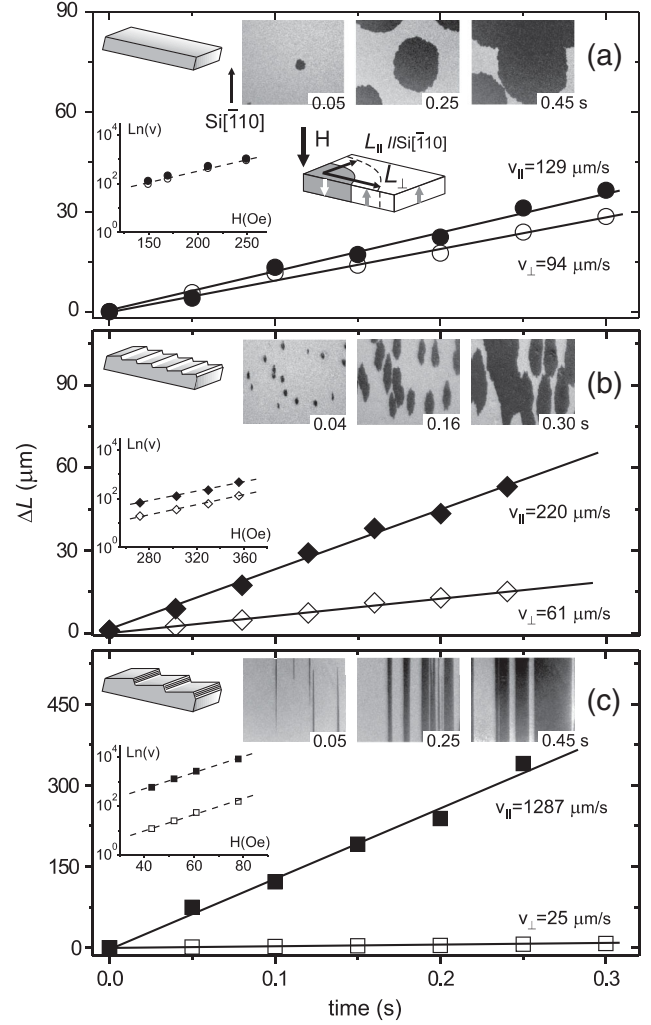 90
(a)
0.05
0.25
0.45 s
Si[1̄10]
Ln(v)
10⁴
10²
10⁰
150
200
250
H(Oe)
H
L∥ //Si[1̄10]
L⊥
60
30
0
v∥=129 μm/s
v⊥=94 μm/s
(b)
0.04
0.16
0.30 s
90
60
30
0
ΔL (μm)
Ln(v)
10⁴
10²
10⁰
H(Oe)
280
320
360
v∥=220 μm/s
v⊥=61 μm/s
(c)
0.05
0.25
0.45 s
450
300
150
0
Ln(v)
10⁴
10²
10⁰
H(Oe)
40
60
80
v∥=1287 μm/s
v⊥=25 μm/s
0.0
0.1
0.2
0.3
time (s)